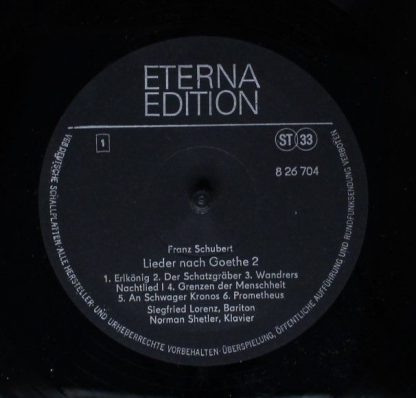 ETERNA
EDITION
1
ST 33
8 26 704
Franz Schubert
Lieder nach Goethe 2
1. Erlkönig 2. Der Schatzgräber 3. Wandrers
Nachtlied I 4. Grenzen der Menschheit
5. An Schwager Kronos 6. Prometheus
Siegfried Lorenz, Bariton
Norman Shetler, Klavier
VEB DEUTSCHE SCHALLPLATTEN · ALLE HERSTELLER- UND URHEBERRECHTE VORBEHALTEN · ÜBERSPIELUNG, ÖFFENTLICHE AUFFÜHRUNG UND RUNDFUNKSENDUNG VERBOTEN